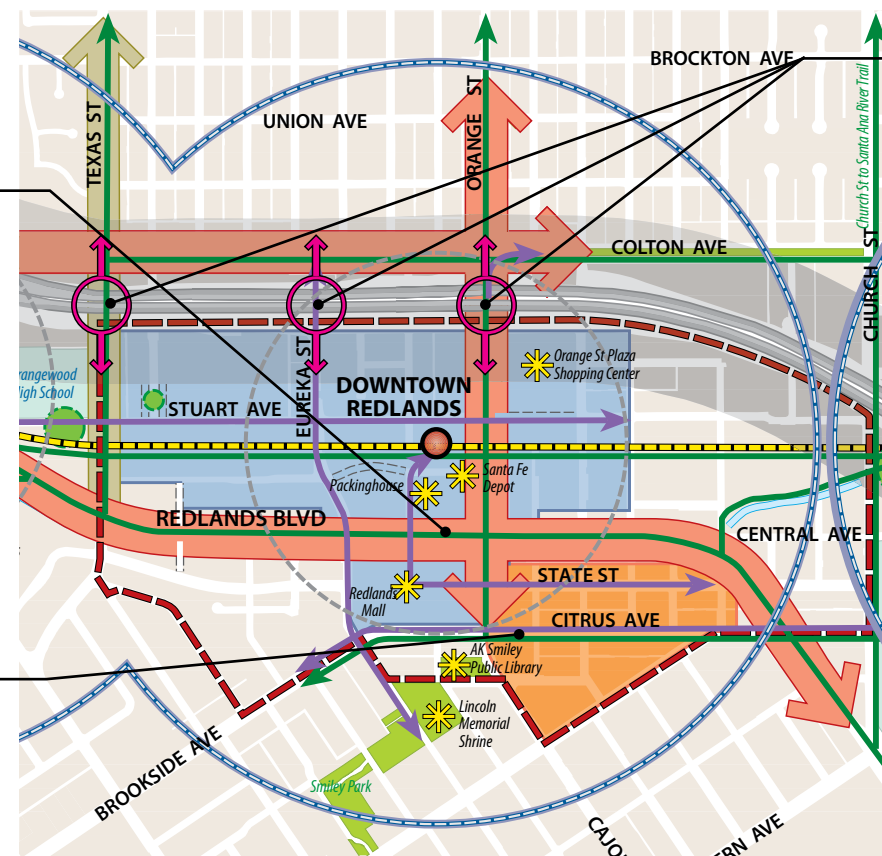 BROCKTON AVE
UNION AVE
TEXAS ST
ORANGE ST
Church St to Santa Ana River Trail
COLTON AVE
CHURCH ST
EUREKA ST
Orange St Plaza
Shopping Center
rangewood
igh School
DOWNTOWN
REDLANDS
STUART AVE
Packinghouse
Santa Fe
Depot
REDLANDS BLVD
CENTRAL AVE
STATE ST
Redlands
Mall
CITRUS AVE
AK Smiley
Public Library
Lincoln
Memorial
Shrine
BROOKSIDE AVE
Smiley Park
CAJO
ERN AVE